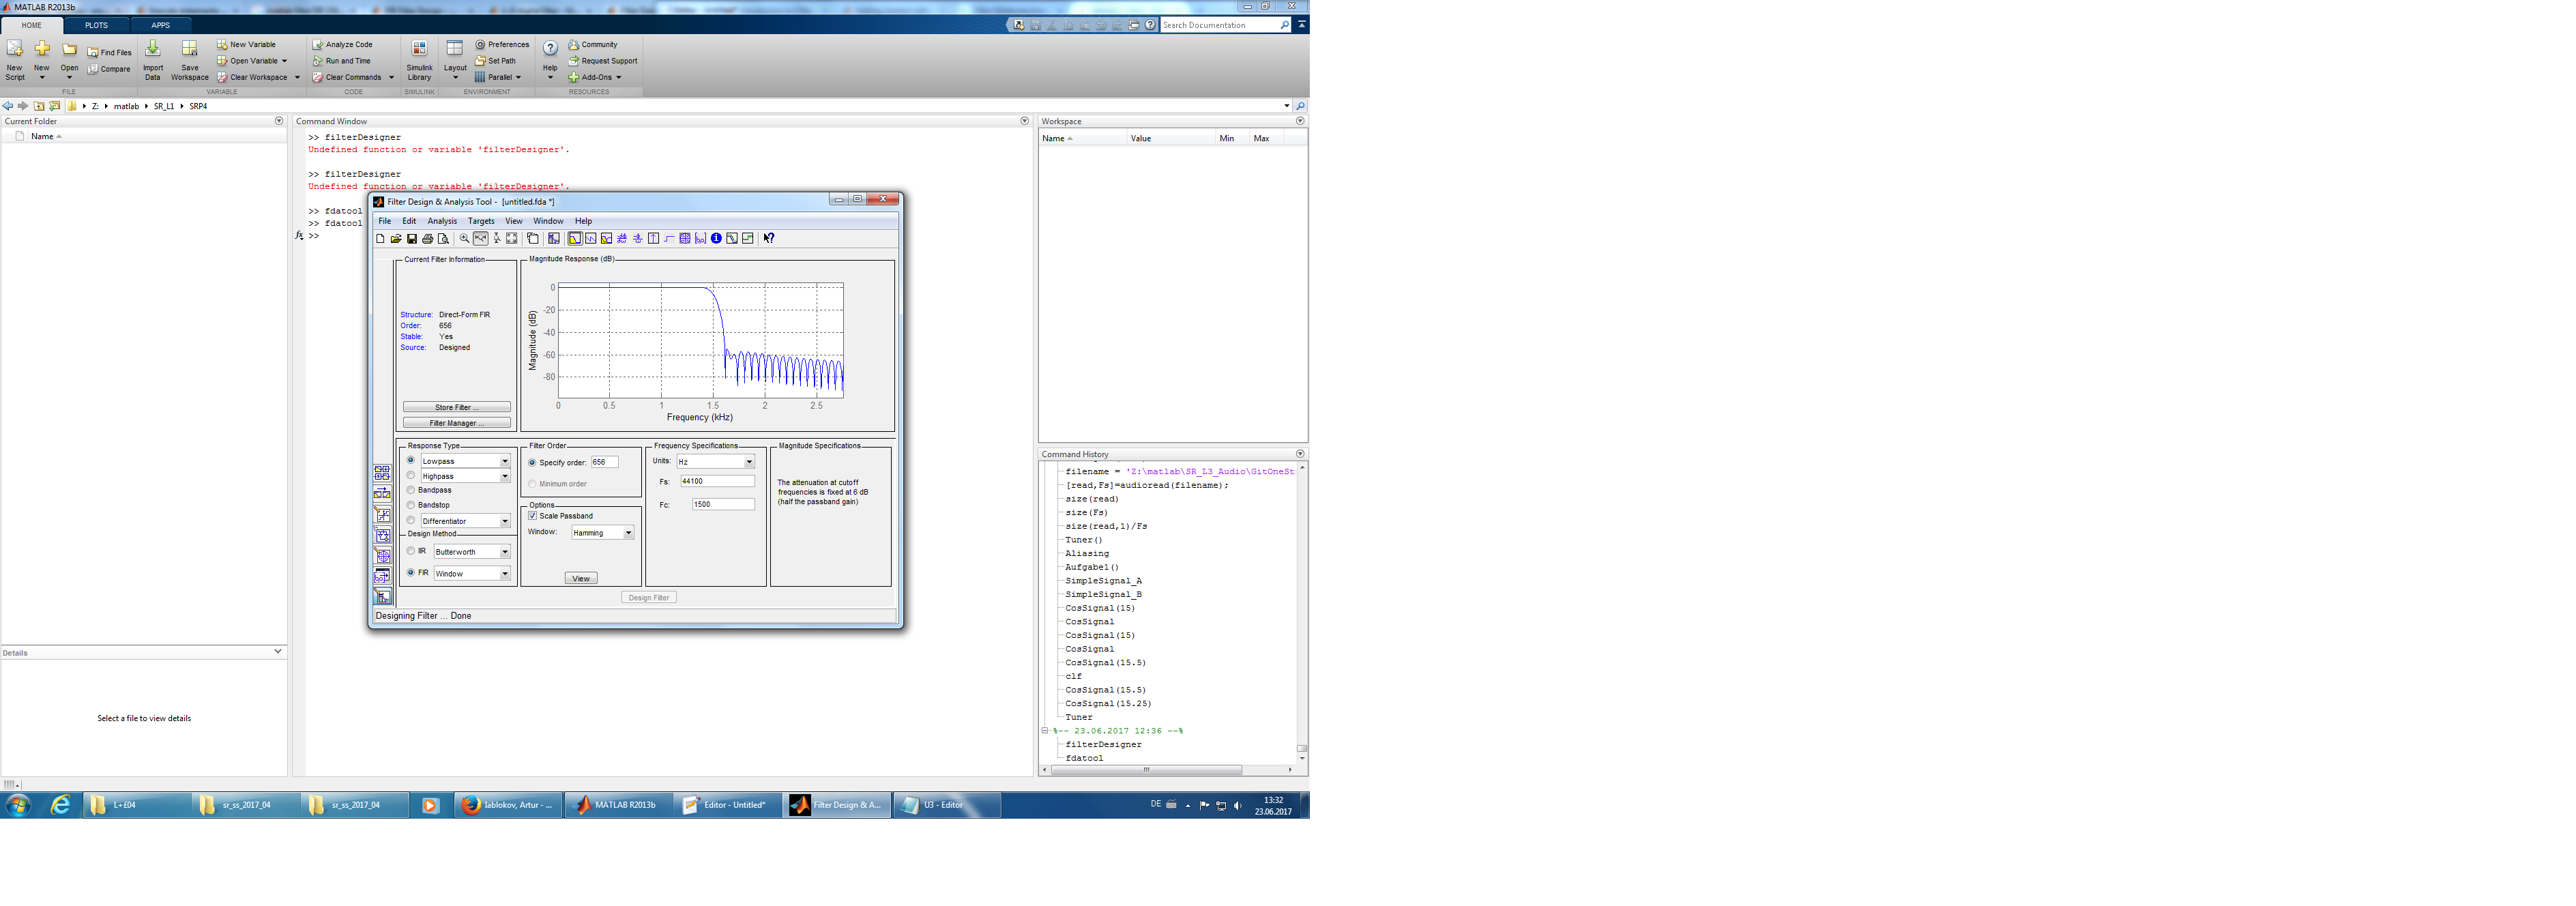 MATLAB R2013b
HOME PLOTS APPS
Search Documentation
New Script
New
Open
Find Files
Compare
Import Data
Save Workspace
New Variable
Open Variable
Clear Workspace
Analyze Code
Run and Time
Clear Commands
Simulink Library
Layout
Preferences
Set Path
Parallel
Help
Community
Request Support
Add-Ons
FILE VARIABLE CODE SIMULINK ENVIRONMENT RESOURCES
Z: matlab SR_L1 SRP4
Current Folder
Name
Details
Select a file to view details
Command Window
>> filterDesigner
Undefined function or variable 'filterDesigner'.
>> filterDesigner
Undefined function or variable 'filterDesigner'.
>> fdatool
>> fdatool
fx >>
Filter Design & Analysis Tool - [untitled.fda *]
File Edit Analysis Targets View Window Help
Current Filter Information
Structure: Direct-Form FIR
Order: 656
Stable: Yes
Source: Designed
Store Filter ...
Filter Manager ...
Magnitude Response (dB)
Magnitude (dB)
0
-20
-40
-60
-80
0 0.5 1 1.5 2 2.5
Frequency (kHz)
Response Type
Lowpass
Highpass
Bandpass
Bandstop
Differentiator
Design Method
IIR Butterworth
FIR Window
Filter Order
Specify order: 656
Minimum order
Options
Scale Passband
Window: Hamming
View
Frequency Specifications
Units: Hz
Fs: 44100
Fc: 1500
Magnitude Specifications
The attenuation at cutoff
frequencies is fixed at 6 dB
(half the passband gain)
Design Filter
Designing Filter ... Done
Workspace
Name Value Min Max
Command History
filename = 'Z:\matlab\SR_L3_Audio\GitOneSt
[read,Fs]=audioread(filename);
size(read)
size(Fs)
size(read,1)/Fs
Tuner()
Aliasing
Aufgabe1()
SimpleSignal_A
SimpleSignal_B
CosSignal(15)
CosSignal
CosSignal(15)
CosSignal
CosSignal(15.5)
clf
CosSignal(15.5)
CosSignal(15.25)
Tuner
%-- 23.06.2017 12:36 --%
filterDesigner
fdatool
L+£04
sr_ss_2017_04
sr_ss_2017_04
Iablokov, Artur - ...
MATLAB R2013b
Editor - Untitled*
Filter Design & A...
U3 - Editor
DE
13:32
23.06.2017